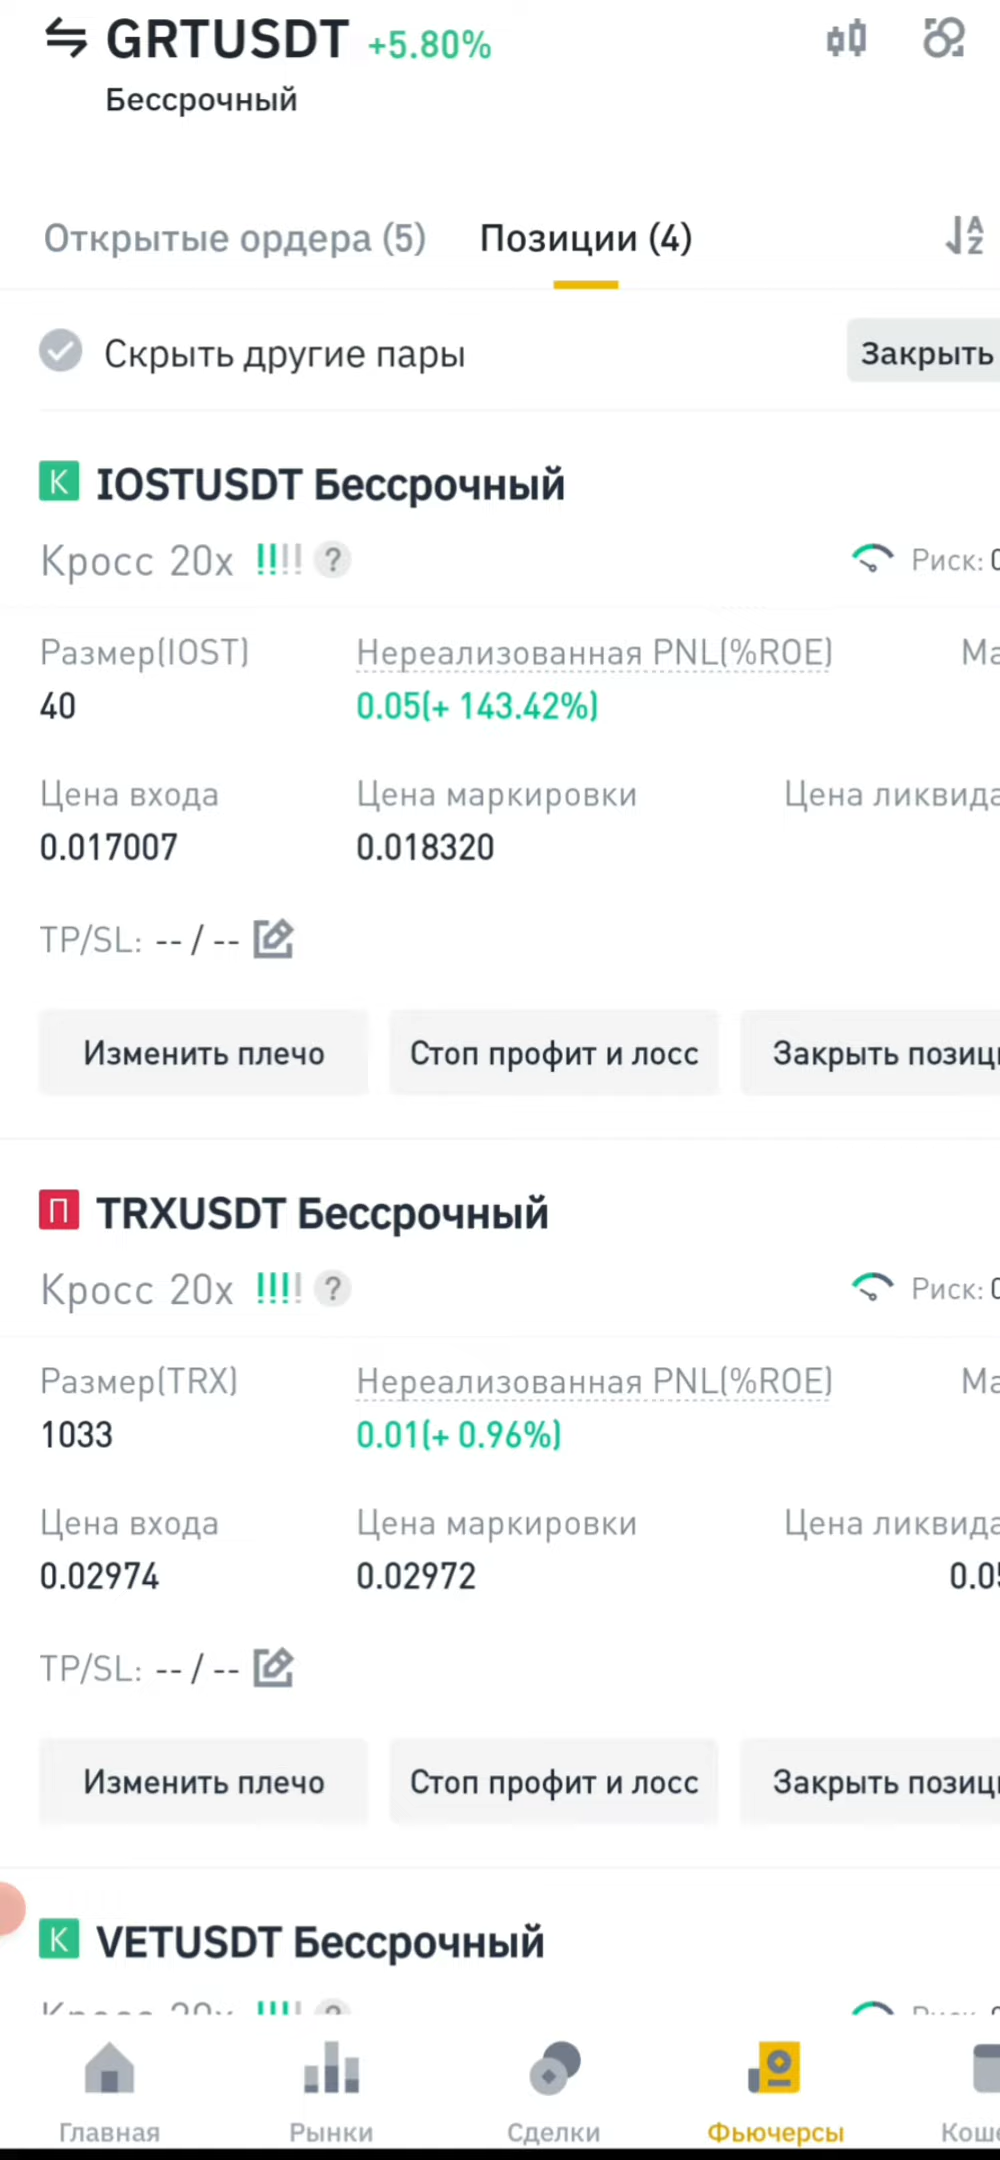 GRTUSDT +5.80%
Бессрочный
Открытые ордера (5) Позиции (4)
Скрыть другие пары Закрыть
К IOSTUSDT Бессрочный
Кросс 20x ? Риск:
Размер(IOST) Нереализованная PNL(%ROE)
40 0.05(+ 143.42%)
Цена входа Цена маркировки Цена
0.017007 0.018320
TP/SL: -- / --
Изменить плечо Стоп профит и лосс Закрыть
П TRXUSDT Бессрочный
Кросс 20x ? Риск:
Размер(TRX) Нереализованная PNL(%ROE)
1033 0.01(+ 0.96%)
Цена входа Цена маркировки Цена
0.02974 0.02972
TP/SL: -- / --
Изменить плечо Стоп профит и лосс Закрыть
К VETUSDT Бессрочный
Главная Рынки Сделки Фьючерсы